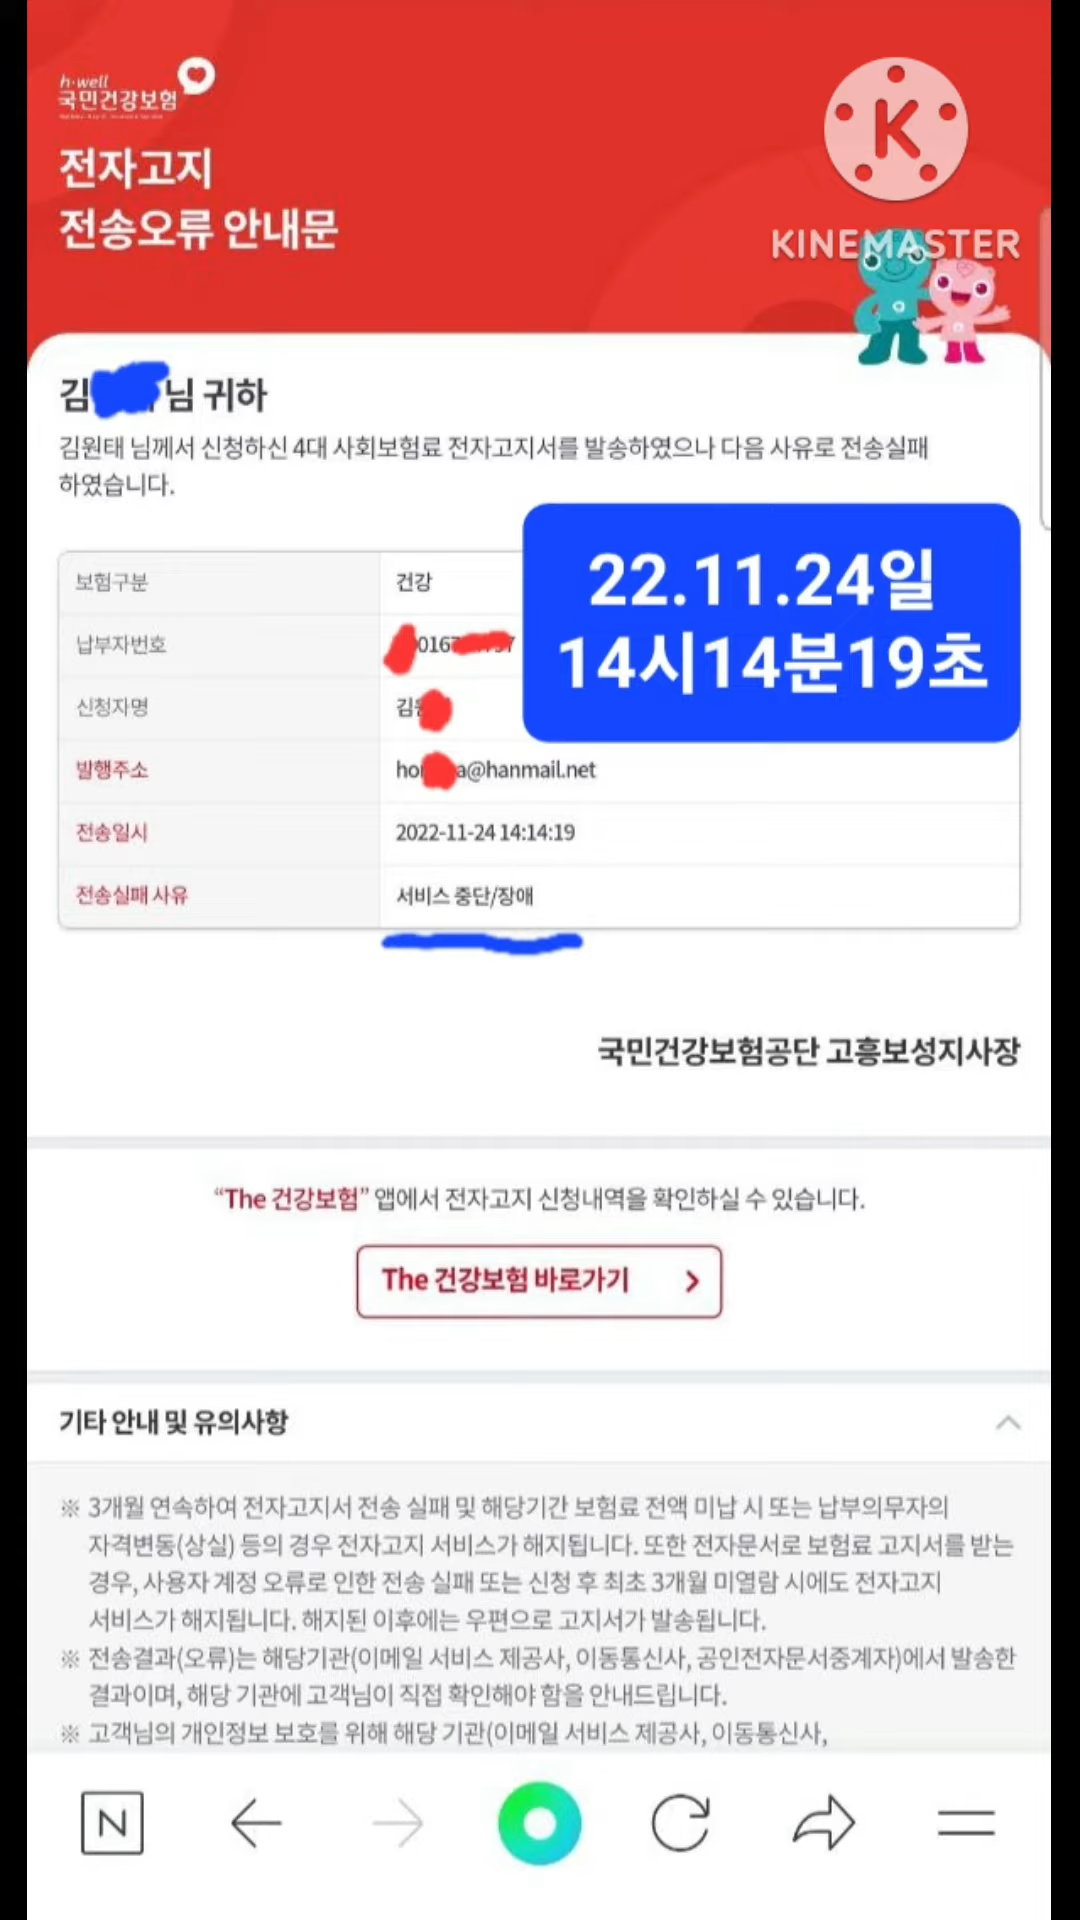 h·well
국민건강보험
전자고지
전송오류 안내문
KINEMASTER
김 님 귀하
김원태 님께서 신청하신 4대 사회보험료 전자고지서를 발송하였으나 다음 사유로 전송실패
하였습니다.
22.11.24일
14시14분19초
보험구분 건강
납부자번호
신청자명 김
발행주소 @hanmail.net
전송일시 2022-11-24 14:14:19
전송실패 사유 서비스 중단/장애
국민건강보험공단 고흥보성지사장
“The 건강보험” 앱에서 전자고지 신청내역을 확인하실 수 있습니다.
The 건강보험 바로가기 >
기타 안내 및 유의사항
※ 3개월 연속하여 전자고지서 전송 실패 및 해당기간 보험료 전액 미납 시 또는 납부의무자의
자격변동(상실) 등의 경우 전자고지 서비스가 해지됩니다. 또한 전자문서로 보험료 고지서를 받는
경우, 사용자 계정 오류로 인한 전송 실패 또는 신청 후 최초 3개월 미열람 시에도 전자고지
서비스가 해지됩니다. 해지된 이후에는 우편으로 고지서가 발송됩니다.
※ 전송결과(오류)는 해당기관(이메일 서비스 제공사, 이동통신사, 공인전자문서중계자)에서 발송한
결과이며, 해당 기관에 고객님이 직접 확인해야 함을 안내드립니다.
※ 고객님의 개인정보 보호를 위해 해당 기관(이메일 서비스 제공사, 이동통신사,
N